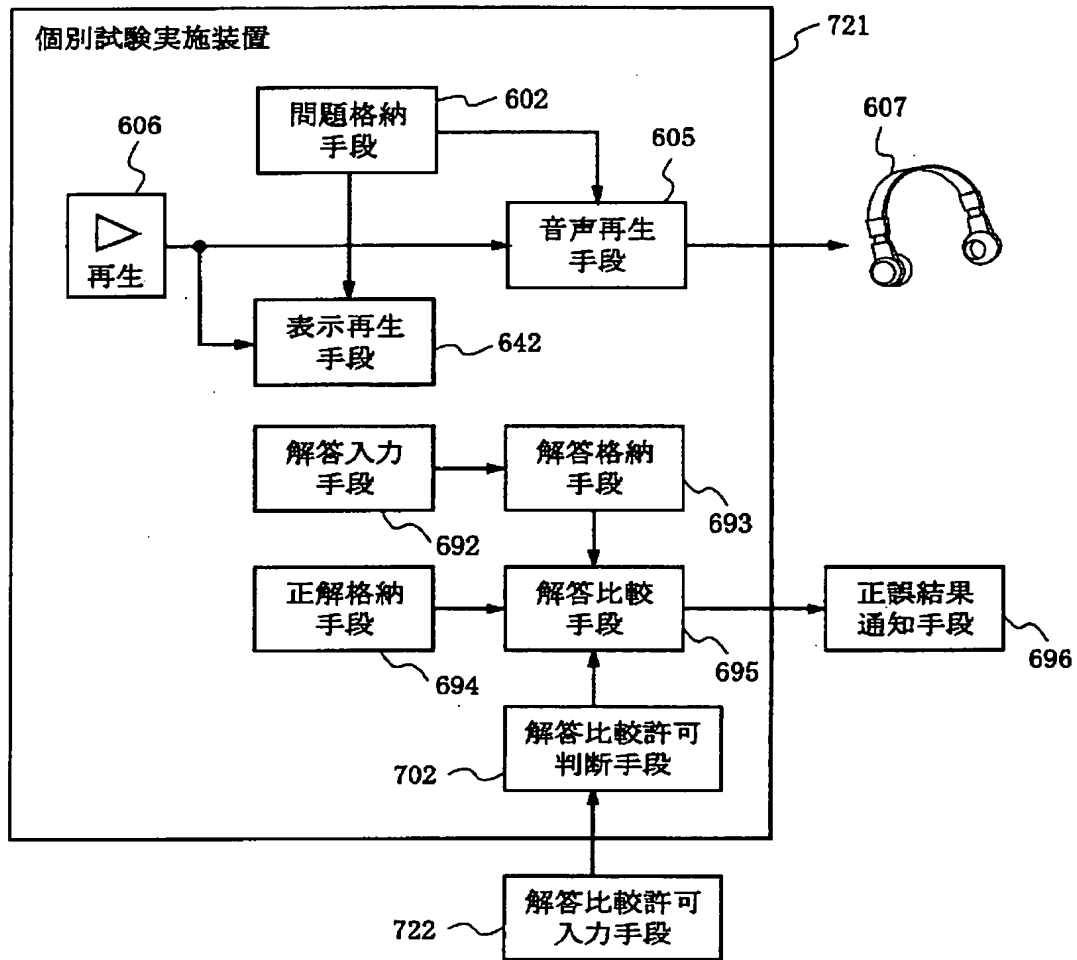 個別試験実施装置
721
問題格納
手段
602
606
605
607
再生
音声再生
手段
表示再生
手段
642
解答入力
手段
692
解答格納
手段
693
正解格納
手段
694
解答比較
手段
695
正誤結果
通知手段
696
解答比較許可
判断手段
702
解答比較許可
入力手段
722